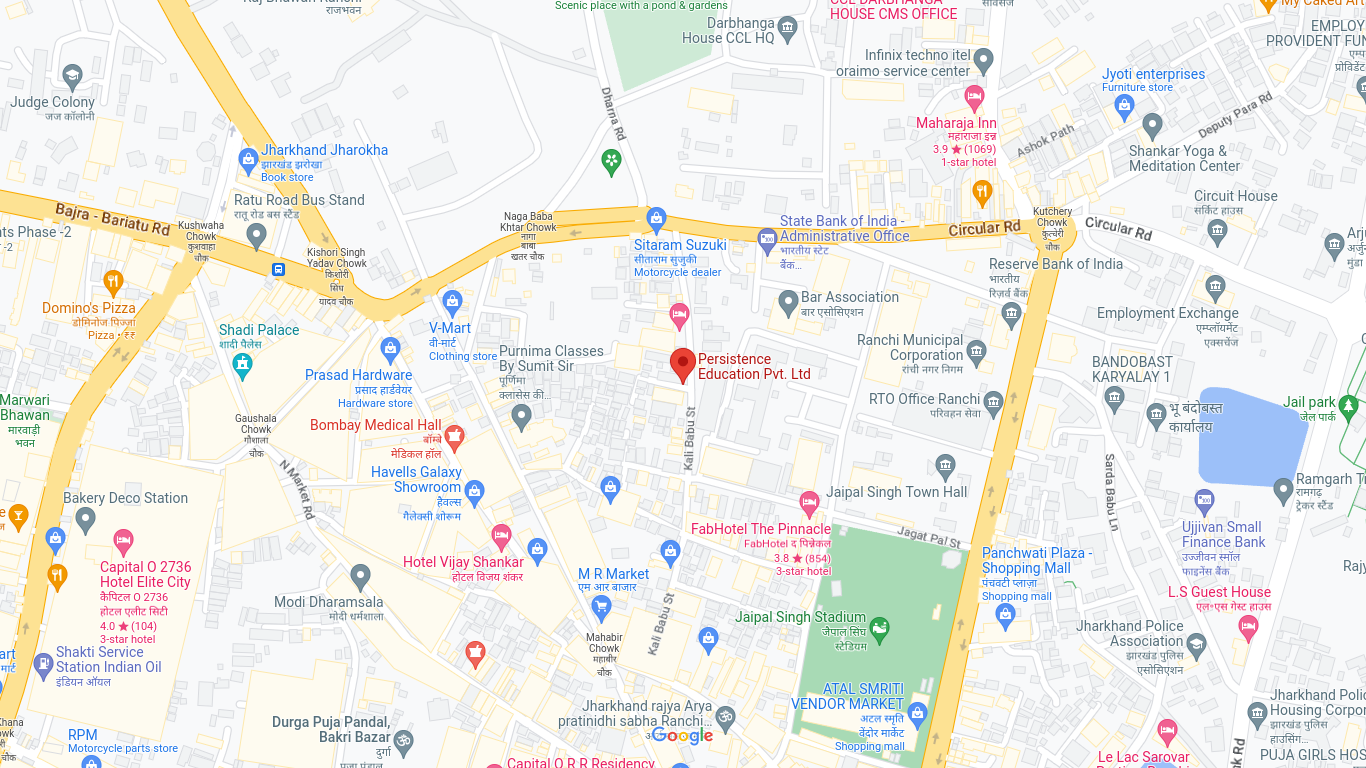 Raj Bhawan Ranchi
राजभवन
Scenic place with a pond & gardens
CCL DARBHANGA
HOUSE CMS OFFICE
Darbhanga
House CCL HQ
My Caked Art
EMPLOY
PROVIDENT FUN
एम्प
प्रोविडेंट
Infinix techno itel
oraimo service center
Judge Colony
जज कॉलोनी
Dharna Rd
Jyoti enterprises
Furniture store
Deputy Para Rd
Maharaja Inn
महाराजा इन्न
3.9 ★ (1069)
1-star hotel
Ashok Path
Shankar Yoga &
Meditation Center
Jharkhand Jharokha
झारखंड झरोखा
Book store
Ratu Road Bus Stand
रातू रोड बस स्टैंड
Circuit House
सर्किट हाउस
Bajra - Bariatu Rd
Kushwaha
Chowk
कुशवाहा
चौक
Naga Baba
Khtar Chowk
नागा
बाबा
खतर चौक
Sitaram Suzuki
सीताराम सुजुकी
Motorcycle dealer
State Bank of India -
Administrative Office
भारतीय स्टेट
बैंक...
Circular Rd
Kutchery
Chowk
कुत्चेरी
चौक
Circular Rd
Arju
अर्जु
मुंडा
ts Phase -2
-2
Kishori Singh
Yadav Chowk
किशोरी
सिंघ
यादव चौक
Reserve Bank of India
भारतीय
रिज़र्व बैंक
Domino's Pizza
डोमिनोज पिज्जा
Pizza • ₹₹
Bar Association
बार एसोसिएशन
Employment Exchange
एम्प्लॉयमेंट
एक्सचेंज
Shadi Palace
शादी पैलेस
V-Mart
वी-मार्ट
Clothing store
Purnima Classes
By Sumit Sir
पूर्णिमा
क्लासेस की...
Persistence
Education Pvt. Ltd
Ranchi Municipal
Corporation
रांची नगर निगम
BANDOBAST
KARYALAY 1
Prasad Hardware
प्रसाद हार्डवेयर
Hardware store
RTO Office Ranchi
परिवहन सेवा
भू बंदोबस्त
कार्यालय
Jail park
जेल पार्क
Marwari
Bhawan
मारवाड़ी
भवन
Gaushala
Chowk
गौशाला
चौक
Bombay Medical Hall
बॉम्बे
मेडिकल हॉल
Kali Babu St
N Market Rd
Havells Galaxy
Showroom
हैवल्स
गैलेक्सी शोरूम
Sarda Babu Ln
Ramgarh Tr
रामगढ़
ट्रेकर स्टैंड
Bakery Deco Station
Jaipal Singh Town Hall
FabHotel The Pinnacle
FabHotel द पिन्नेकल
3.8 ★ (854)
3-star hotel
Jagat Pal St
Ujjivan Small
Finance Bank
उज्जीवन स्मॉल
फाइनेंस बैंक
Capital O 2736
Hotel Elite City
कैपिटल O 2736
होटल एलीट सिटी
4.0 ★ (104)
3-star hotel
Hotel Vijay Shankar
होटल विजय शंकर
Panchwati Plaza -
Shopping Mall
पंचवटी प्लाज़ा
Shopping mall
M R Market
एम आर बाजार
Modi Dharamsala
मोदी धर्मशाला
L.S Guest House
एल॰एस गेस्ट हाउस
Kali Babu St
Jaipal Singh Stadium
जैपाल सिंघ
स्टेडियम
Jharkhand Police
Association
झारखंड पुलिस
एसोसिएशन
Mahabir
Chowk
महाबीर
चौक
Shakti Service
Station Indian Oil
इंडियन ऑयल
ATAL SMRITI
VENDOR MARKET
अटल स्मृति
वेंदोर मार्केट
Shopping mall
Jharkhand rajya Arya
pratinidhi sabha Ranchi...
Google
Jharkhand Polic
Housing Corpor
झारखंड पुलिस
हाउसिंग...
Durga Puja Pandal,
Bakri Bazar
दुर्गा
पूजा पंडाल
RPM
Motorcycle parts store
Le Lac Sarovar
PUJA GIRLS HOS
Capital O R R Residency